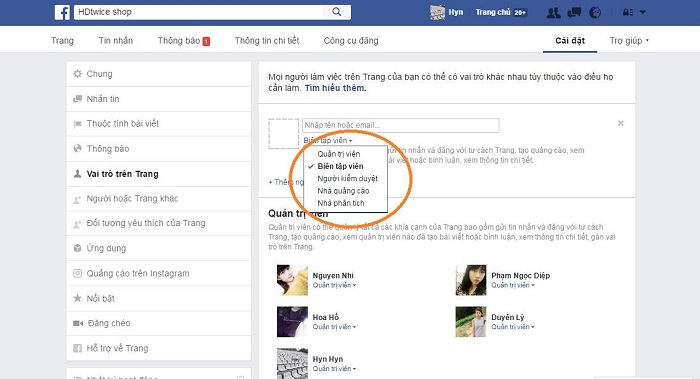 HDtwice shop
Hyn
Trang chủ 20+
Trang
Tin nhắn
Thông báo 1
Thông tin chi tiết
Công cụ đăng
Cài đặt
Trợ giúp
Chung
Nhắn tin
Thuộc tính bài viết
Thông báo
Vai trò trên Trang
Người hoặc Trang khác
Đối tượng yêu thích của Trang
Ứng dụng
Quảng cáo trên Instagram
Nổi bật
Đăng chéo
Hỗ trợ về Trang
Mọi người làm việc trên Trang của bạn có thể có vai trò khác nhau tùy thuộc vào điều họ
cần làm. Tìm hiểu thêm.
Nhập tên hoặc email...
Biên tập viên
Quản trị viên
Biên tập viên
Người kiểm duyệt
Nhà quảng cáo
Nhà phân tích
gửi tin nhắn và đăng với tư cách Trang, tạo quảng cáo, xem
bài viết hoặc bình luận, xem thông tin chi tiết.
+ Thêm
Quản trị viên
Quản trị viên có thể quản lý tất cả các khía cạnh của Trang bao gồm gửi tin nhắn và đăng với tư cách
Trang, tạo quảng cáo, xem quản trị viên nào đã tạo bài viết hoặc bình luận, xem thông tin chi tiết, gán vai
trò trên Trang.
Nguyen Nhi
Quản trị viên
Phạm Ngọc Diệp
Quản trị viên
Hoa Hồ
Quản trị viên
Duyên Lý
Quản trị viên
Hyn Hyn
Quản trị viên